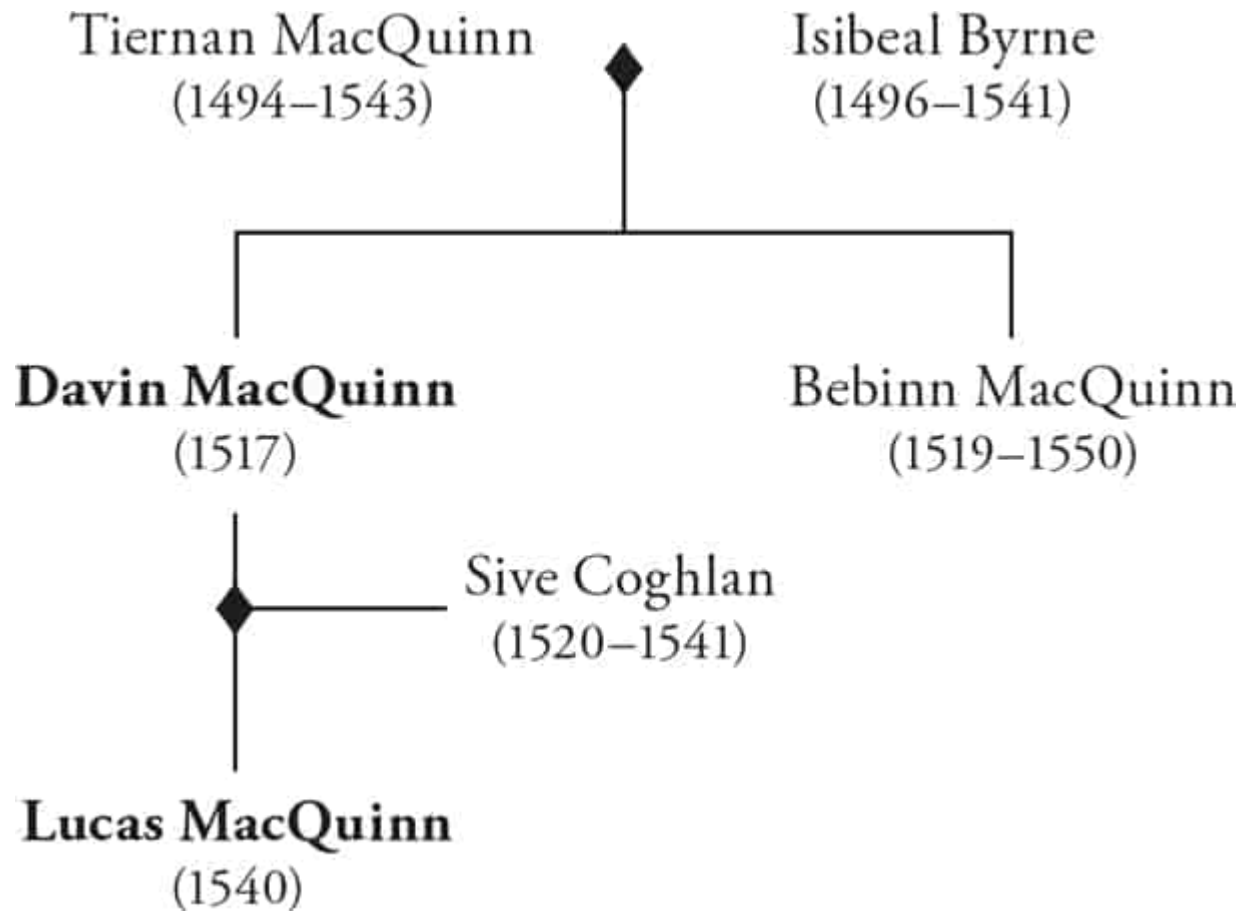 Tiernan MacQuinn
(1494–1543)
Isibeal Byrne
(1496–1541)
Davin MacQuinn
(1517)
Bebinn MacQuinn
(1519–1550)
Sive Coghlan
(1520–1541)
Lucas MacQuinn
(1540)